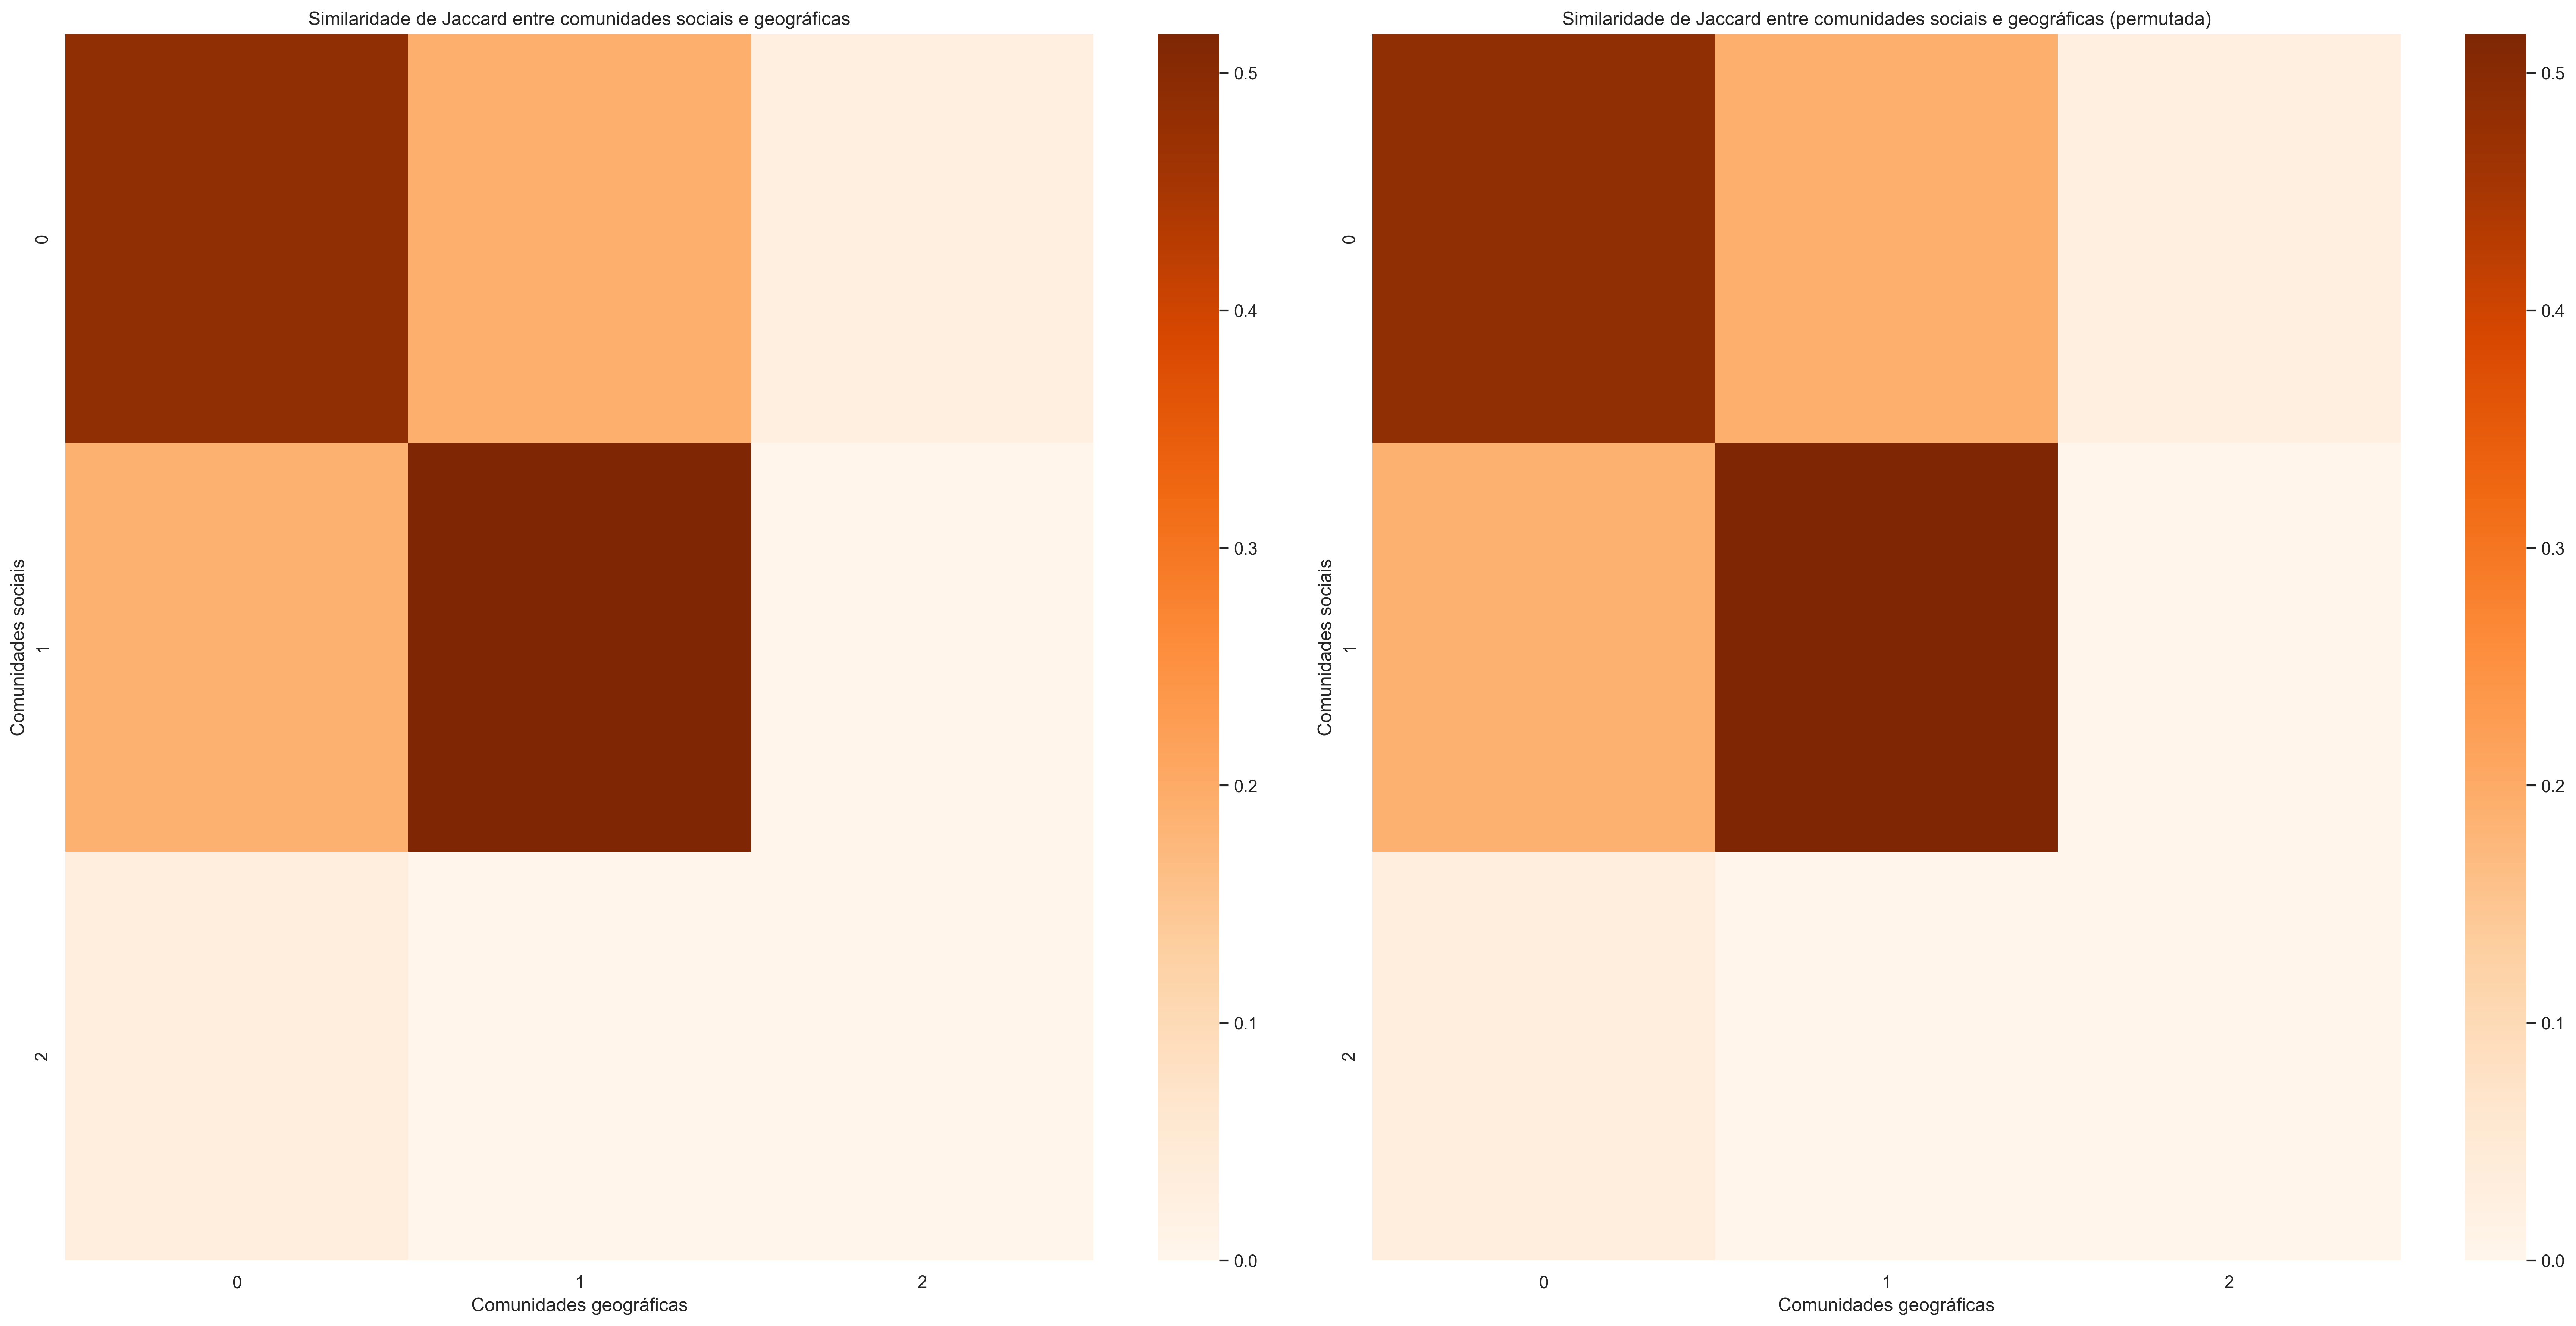 Similaridade de Jaccard entre comunidades sociais e geográficas
Comunidades sociais
0
1
2
0 1 2
Comunidades geográficas
0.5
0.4
0.3
0.2
0.1
0.0
Similaridade de Jaccard entre comunidades sociais e geográficas (permutada)
Comunidades sociais
0
1
2
0 1 2
Comunidades geográficas
0.5
0.4
0.3
0.2
0.1
0.0